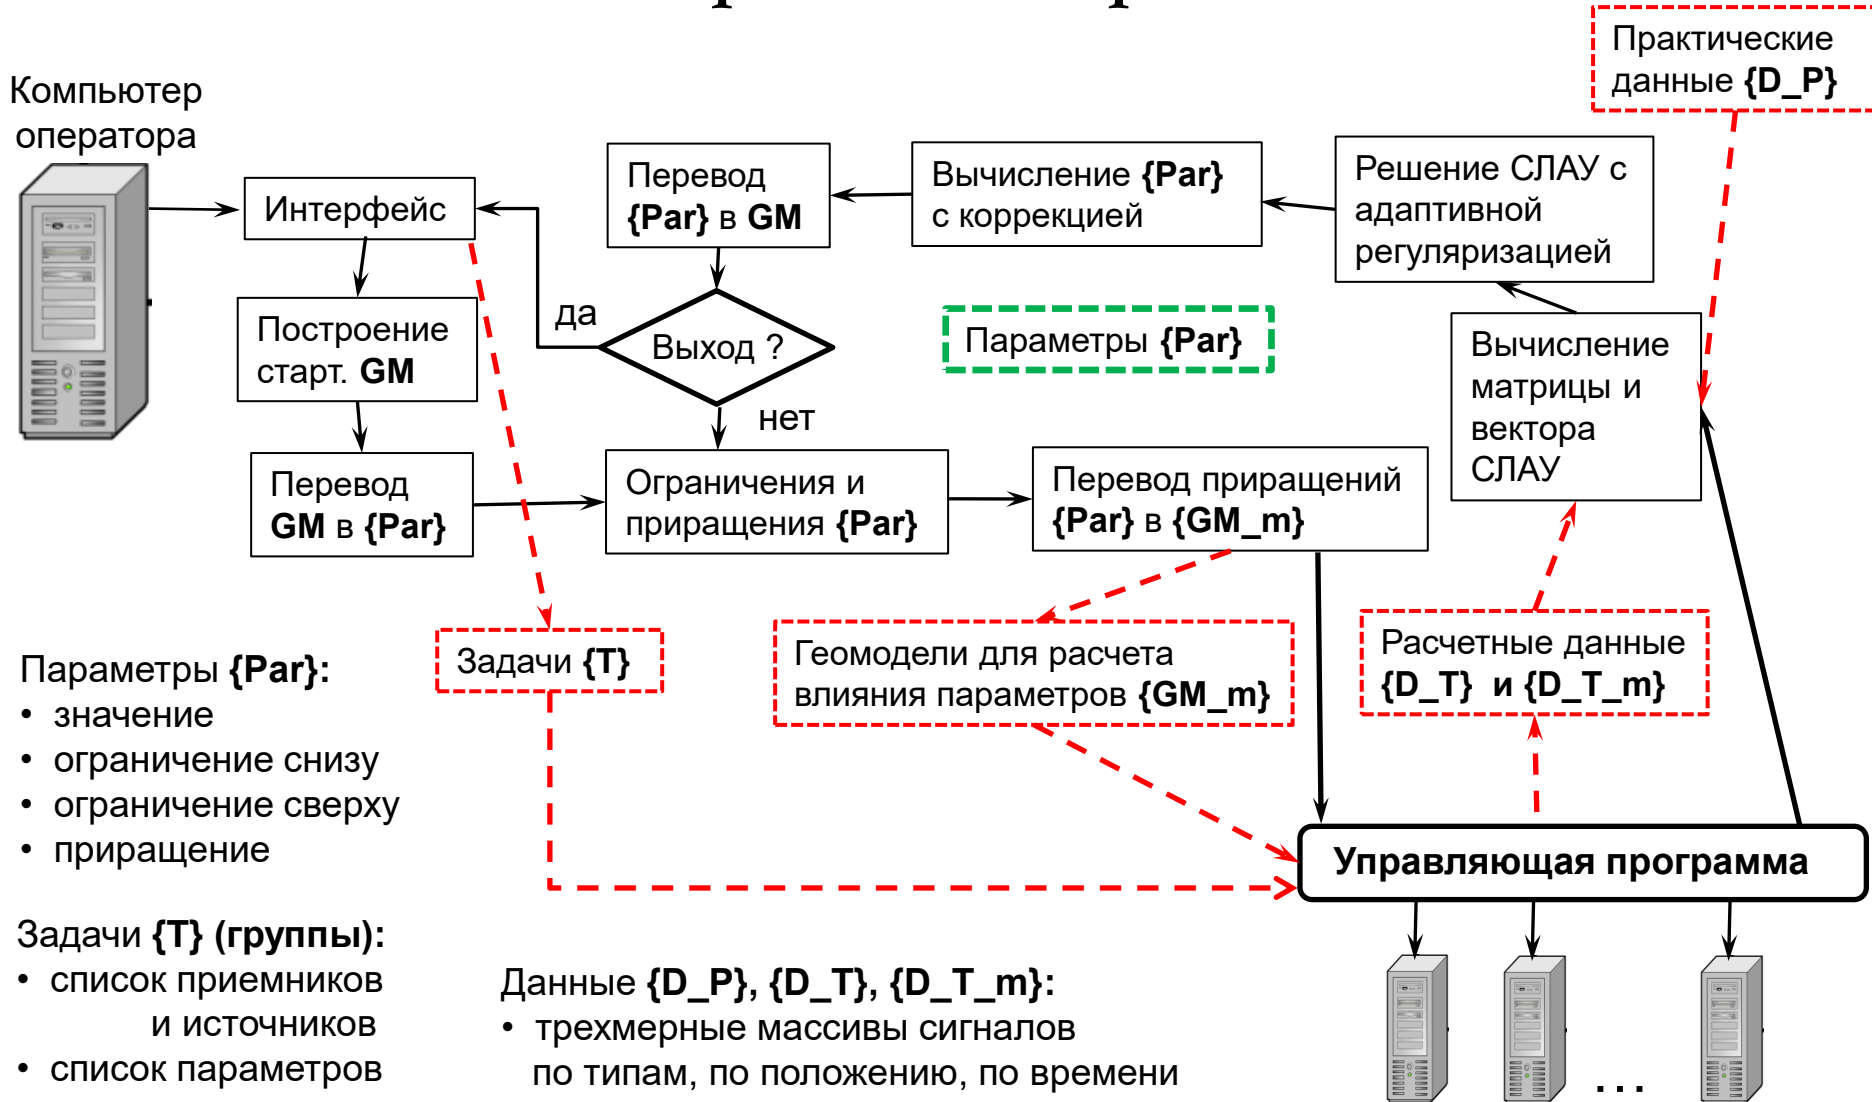 Практические
данные {D_P}
Компьютер
оператора
Интерфейс
Перевод
{Par} в GM
Вычисление {Par}
с коррекцией
Решение СЛАУ с
адаптивной
регуляризацией
Построение
старт. GM
да
Выход ?
нет
Параметры {Par}
Вычисление
матрицы и
вектора
СЛАУ
Перевод
GM в {Par}
Ограничения и
приращения {Par}
Перевод приращений
{Par} в {GM_m}
Задачи {T}
Геомодели для расчета
влияния параметров {GM_m}
Расчетные данные
{D_T} и {D_T_m}
Параметры {Par}:
• значение
• ограничение снизу
• ограничение сверху
• приращение
Управляющая программа
Задачи {T} (группы):
• список приемников
и источников
• список параметров
Данные {D_P}, {D_T}, {D_T_m}:
• трехмерные массивы сигналов
по типам, по положению, по времени
...